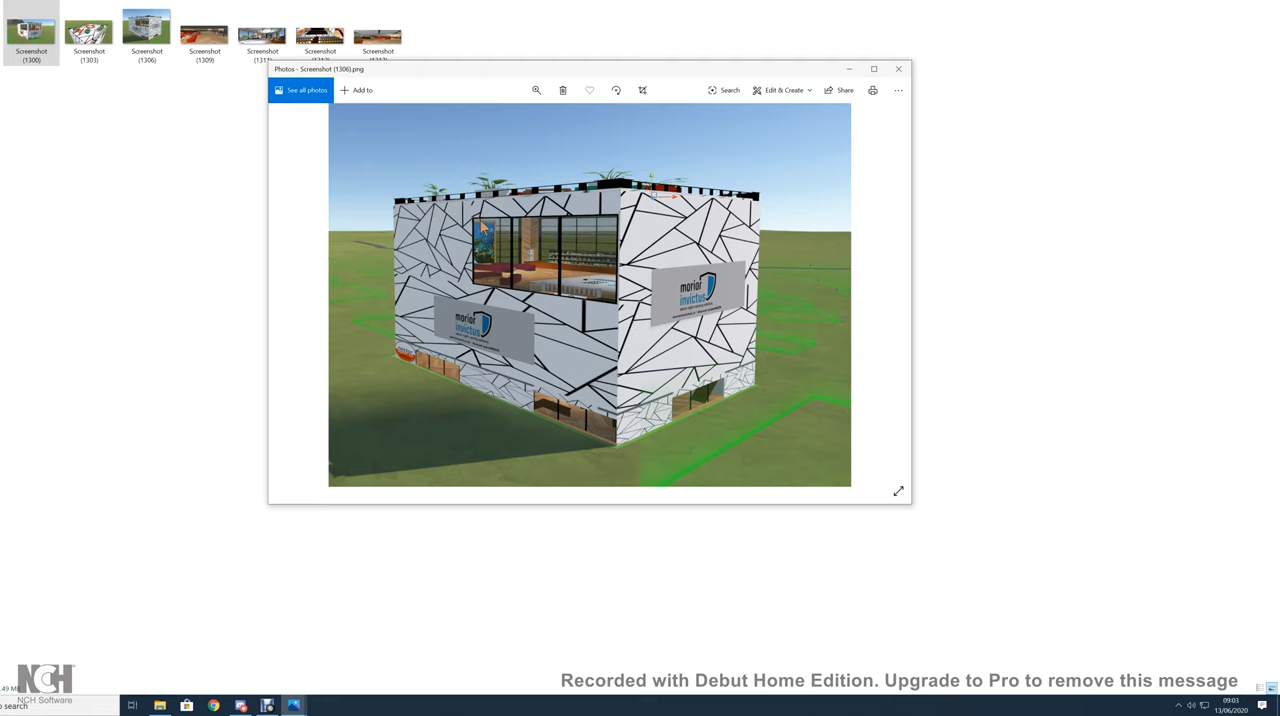 Screenshot (1300)
Screenshot (1303)
Screenshot (1306)
Screenshot (1309)
Screenshot
Screenshot
Screenshot
Photos - Screenshot (1306).png
See all photos
Add to
Search
Edit & Create
Share
morior invictus
morior invictus
.49 MB
NCH
NCH Software
Recorded with Debut Home Edition. Upgrade to Pro to remove this message
o search
09:03
13/06/2020